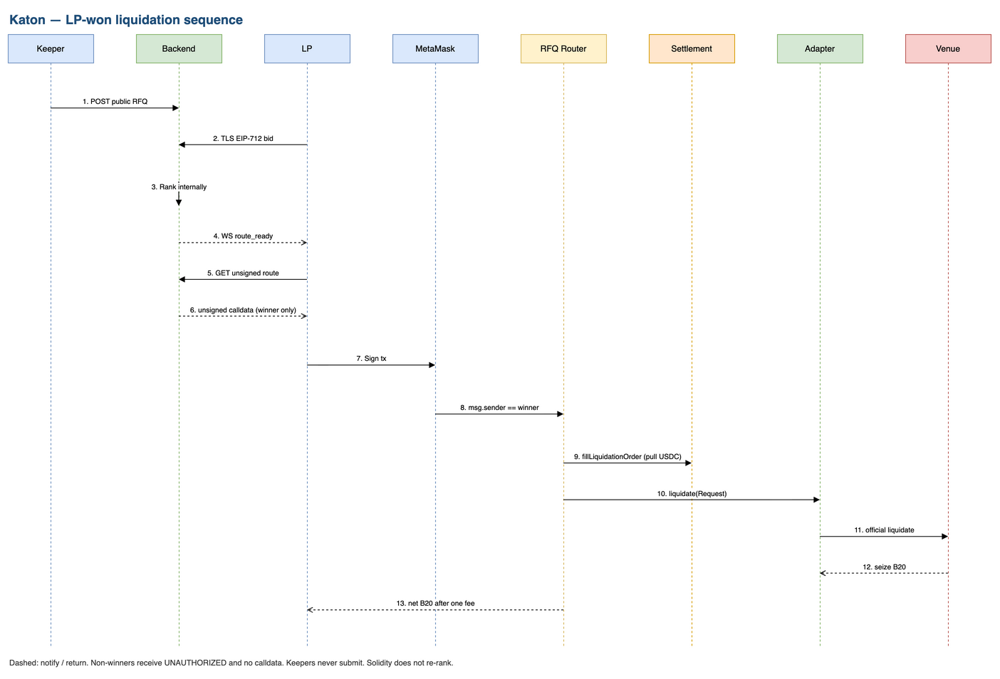 Katon — LP-won liquidation sequence
Keeper
Backend
LP
MetaMask
RFQ Router
Settlement
Adapter
Venue
1. POST public RFQ
2. TLS EIP-712 bid
3. Rank internally
4. WS route_ready
5. GET unsigned route
6. unsigned calldata (winner only)
7. Sign tx
8. msg.sender == winner
9. fillLiquidationOrder (pull USDC)
10. liquidate(Request)
11. official liquidate
12. seize B20
13. net B20 after one fee
Dashed: notify / return. Non-winners receive UNAUTHORIZED and no calldata. Keepers never submit. Solidity does not re-rank.